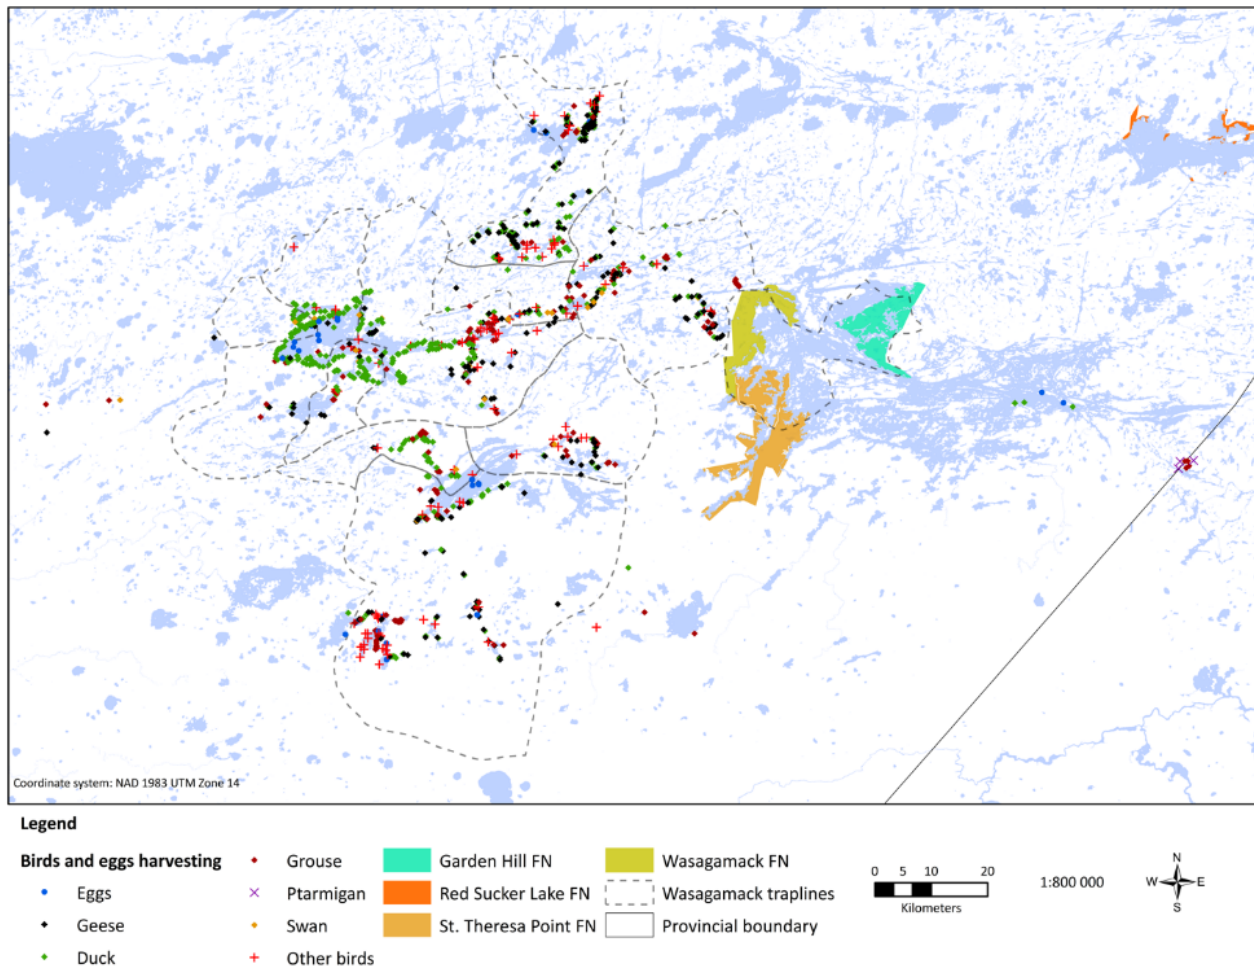 Coordinate system: NAD 1983 UTM Zone 14
Legend
Birds and eggs harvesting
Eggs
Geese
Duck
Grouse
Ptarmigan
Swan
Other birds
Garden Hill FN
Red Sucker Lake FN
St. Theresa Point FN
Wasagamack FN
Wasagamack traplines
Provincial boundary
0 5 10 20
Kilometers
1:800 000
N
W E
S